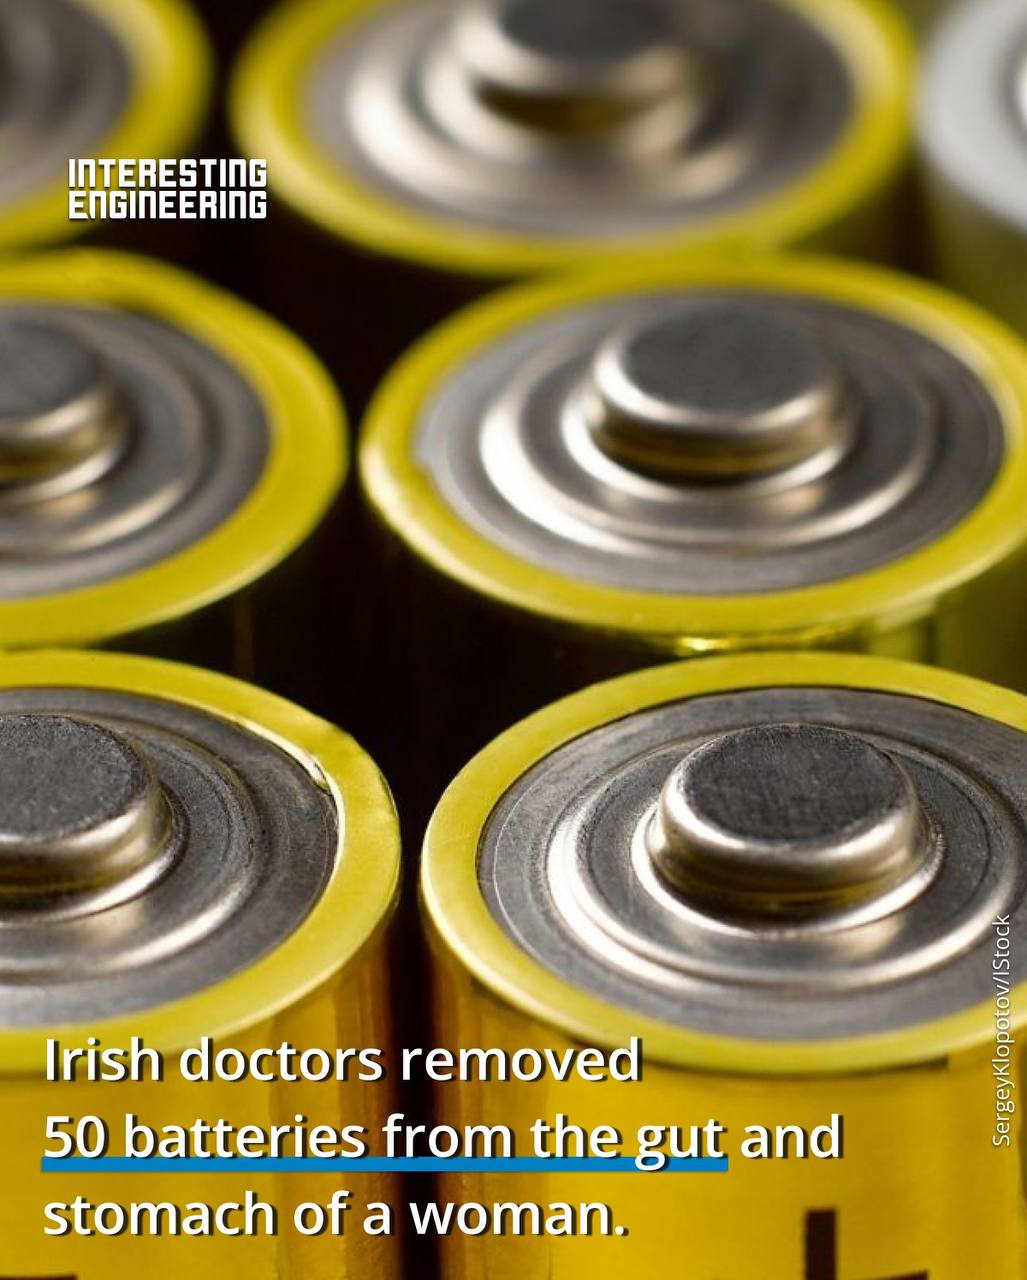 INTERESTING
ENGINEERING
SergeyKlopotov/IStock
Irish doctors removed
50 batteries from the gut and
stomach of a woman.